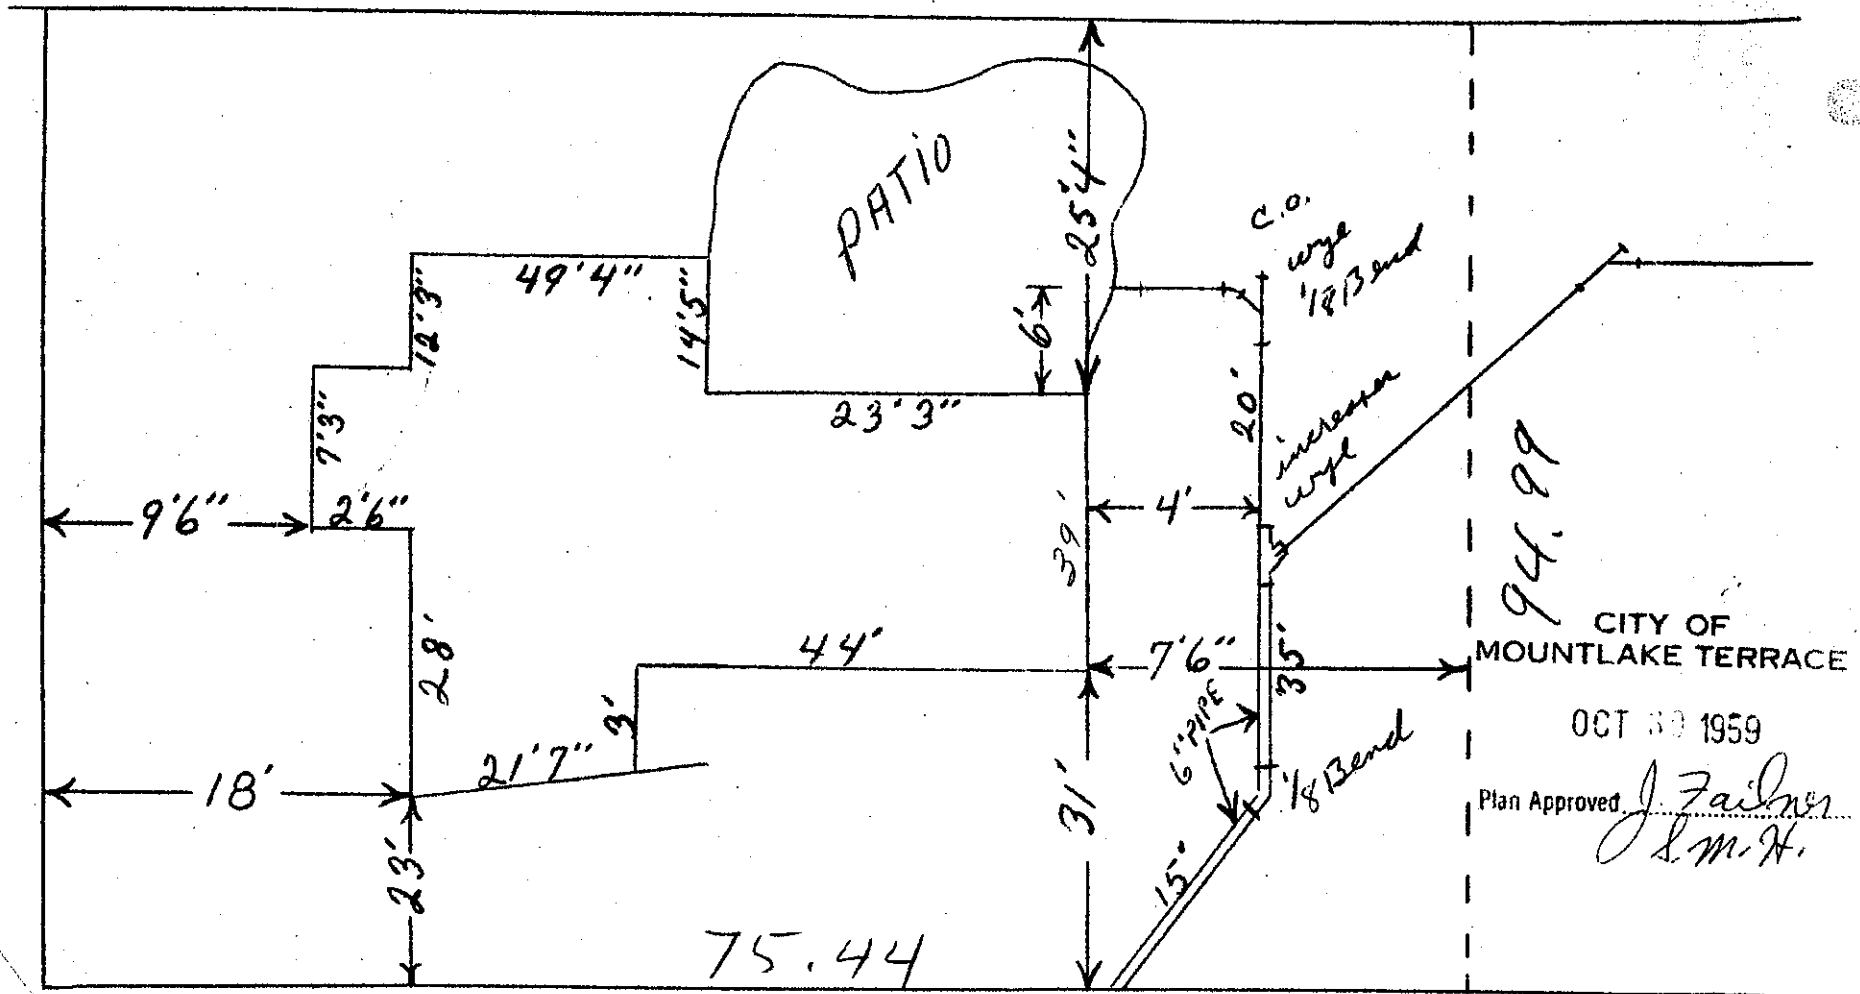 PATIO
25'4"
C.O.
wye
1/8 Bend
49'4"
12'3"
14'5"
6'
23'3"
7'3"
20'
increaser
wye
9'6"
2'6"
4'
39'
94.99
28'
44'
7'6"
35'
3'
6" PIPE
CITY OF
MOUNTLAKE TERRACE
OCT 30 1959
21'7"
18'
31'
1/8 Bend
Plan Approved
S.M.H.
23'
15'
75.44